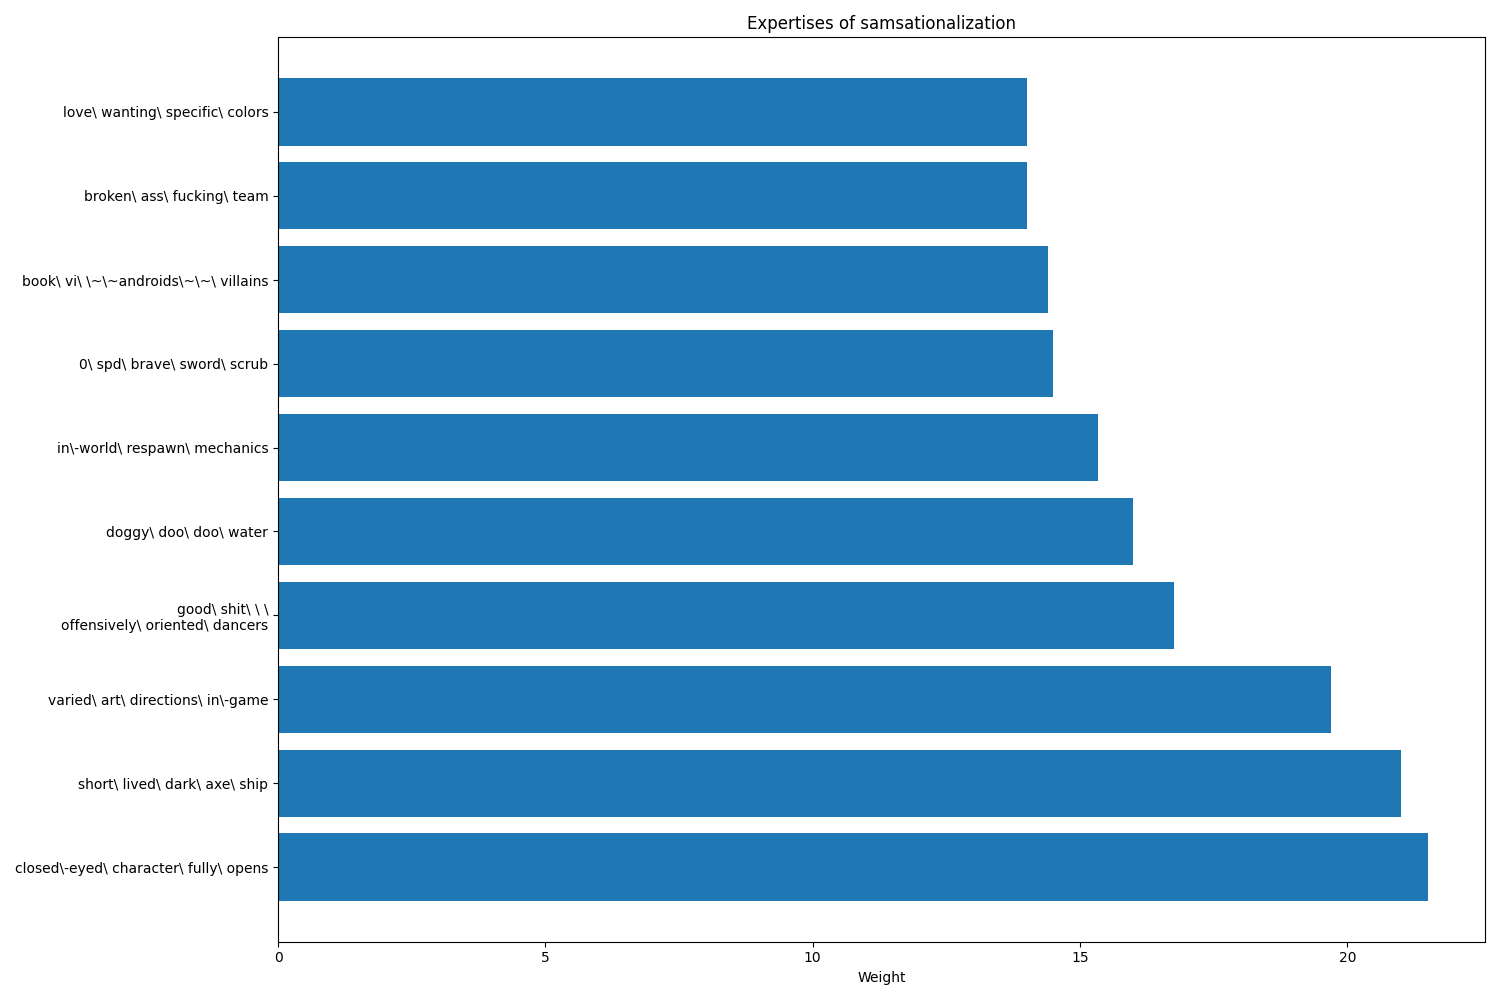 Expertises of samsationalization
love\ wanting\ specific\ colors
broken\ ass\ fucking\ team
book\ vi\ \~\~androids\~\~\ villains
0\ spd\ brave\ sword\ scrub
in\-world\ respawn\ mechanics
doggy\ doo\ doo\ water
good\ shit\ \ \
offensively\ oriented\ dancers
varied\ art\ directions\ in\-game
short\ lived\ dark\ axe\ ship
closed\-eyed\ character\ fully\ opens
0 5 10 15 20
Weight